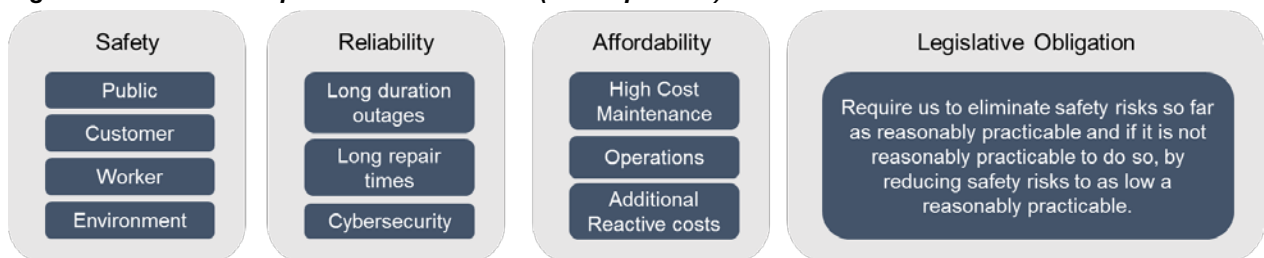 Safety
Public
Customer
Worker
Environment
Reliability
Long duration
outages
Long repair
times
Cybersecurity
Affordability
High Cost
Maintenance
Operations
Additional
Reactive costs
Legislative Obligation
Require us to eliminate safety risks so far
as reasonably practicable and if it is not
reasonably practicable to do so, by
reducing safety risks to as low a
reasonably practicable.